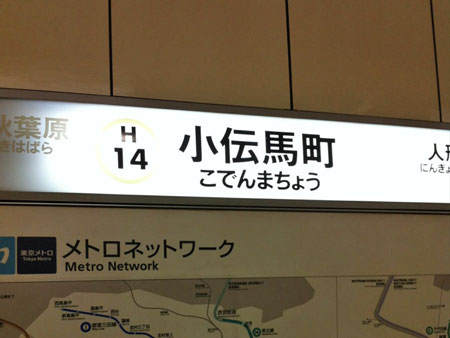 秋葉原
きはばら
H
14
小伝馬町
こでんまちょう
人形
にんぎょ
東京メトロ
Tokyo Metro
メトロネットワーク
Metro Network